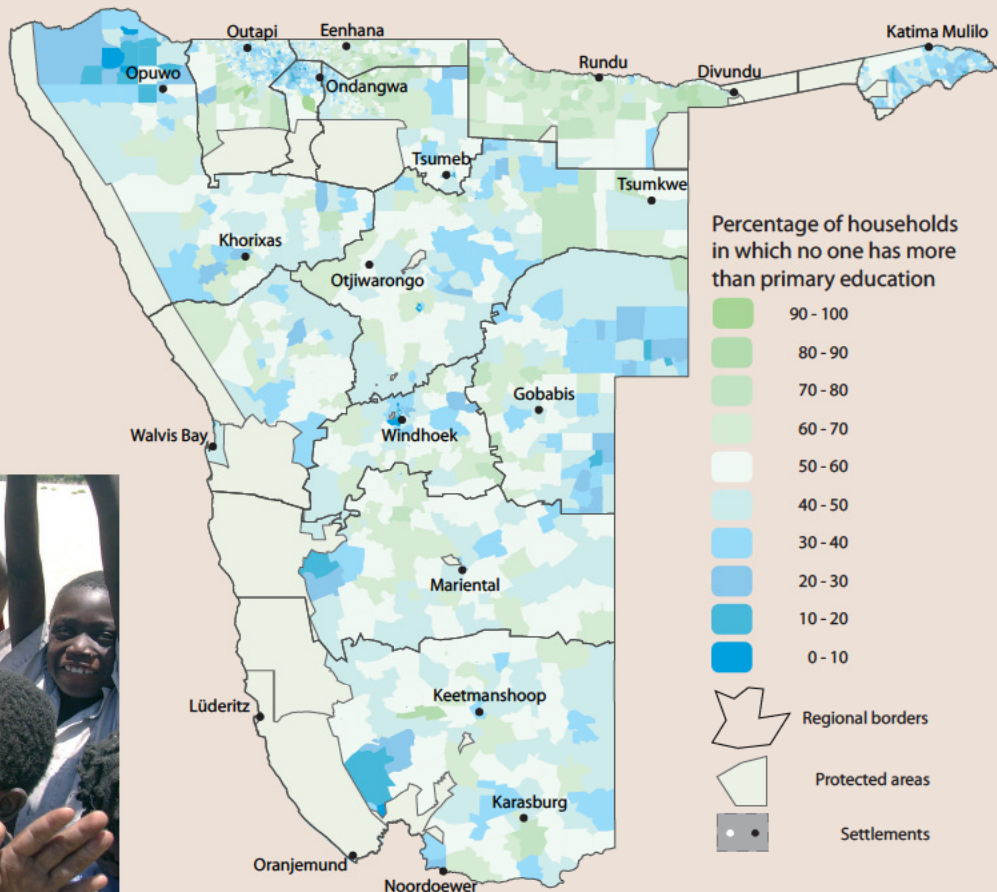 Outapi
Eenhana
Katima Mulilo
Opuwo
Ondangwa
Rundu
Divundu
Tsumeb
Tsumkwe
Khorixas
Otjiwarongo
Gobabis
Walvis Bay
Windhoek
Mariental
Lüderitz
Keetmanshoop
Karasburg
Oranjemund
Noordoewer
Percentage of households
in which no one has more
than primary education
90 - 100
80 - 90
70 - 80
60 - 70
50 - 60
40 - 50
30 - 40
20 - 30
10 - 20
0 - 10
Regional borders
Protected areas
Settlements